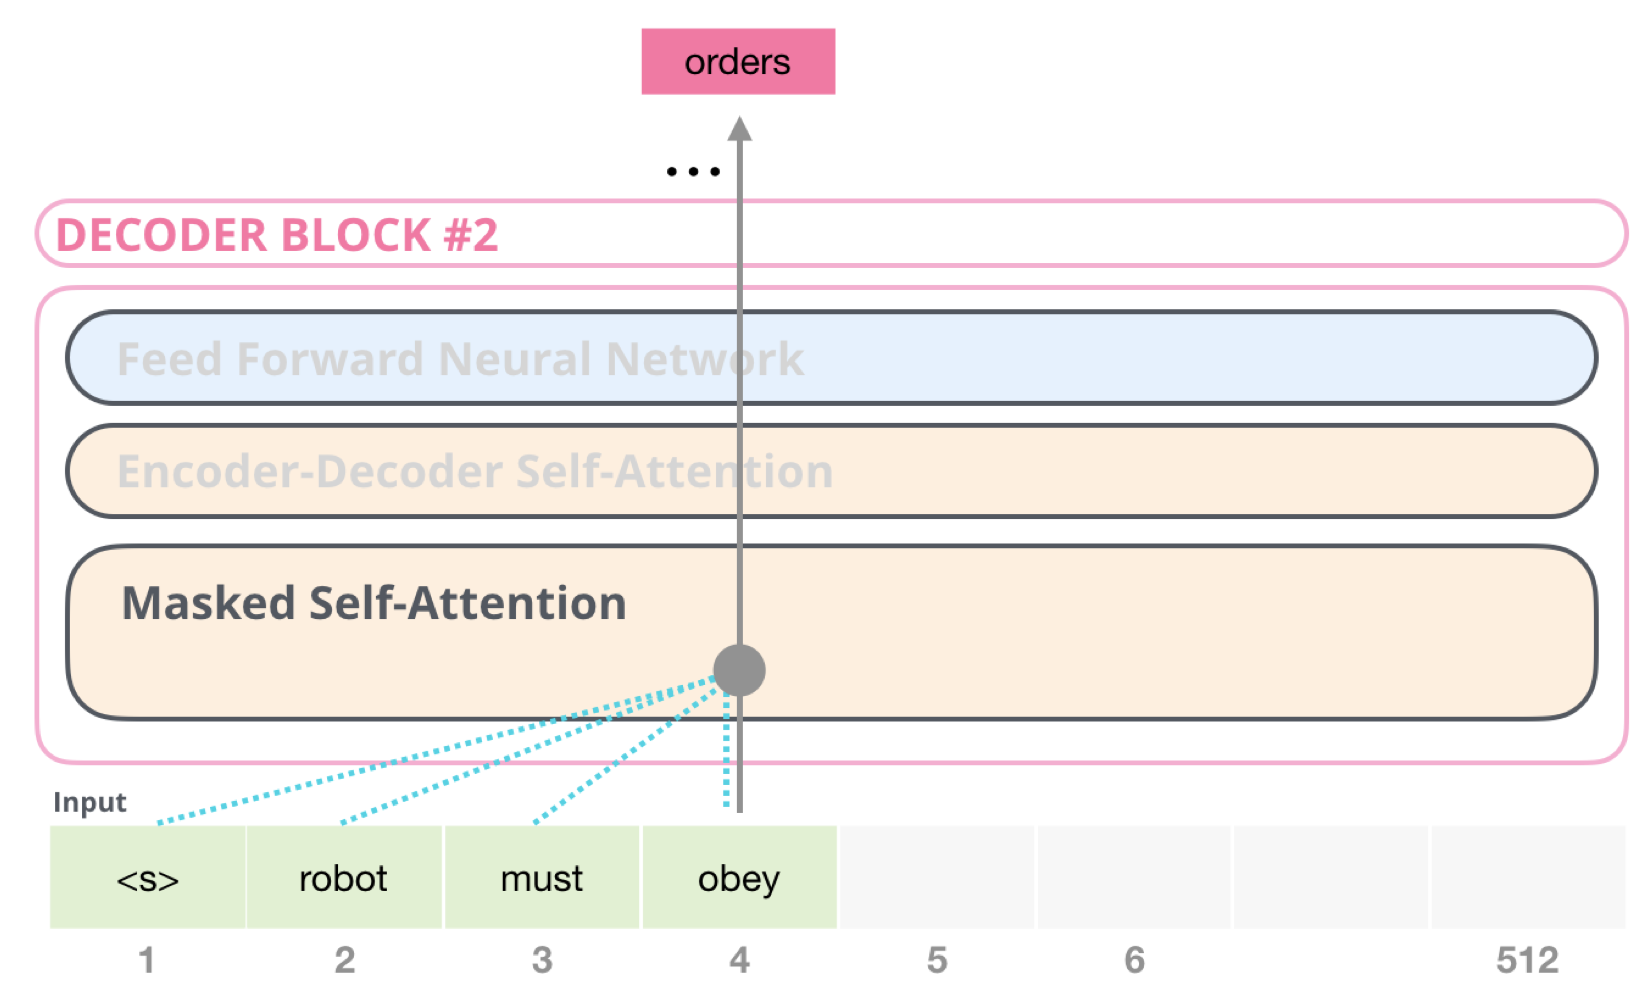 orders
...
DECODER BLOCK #2
Feed Forward Neural Network
Encoder-Decoder Self-Attention
Masked Self-Attention
Input
<s> robot must obey
1 2 3 4 5 6 512